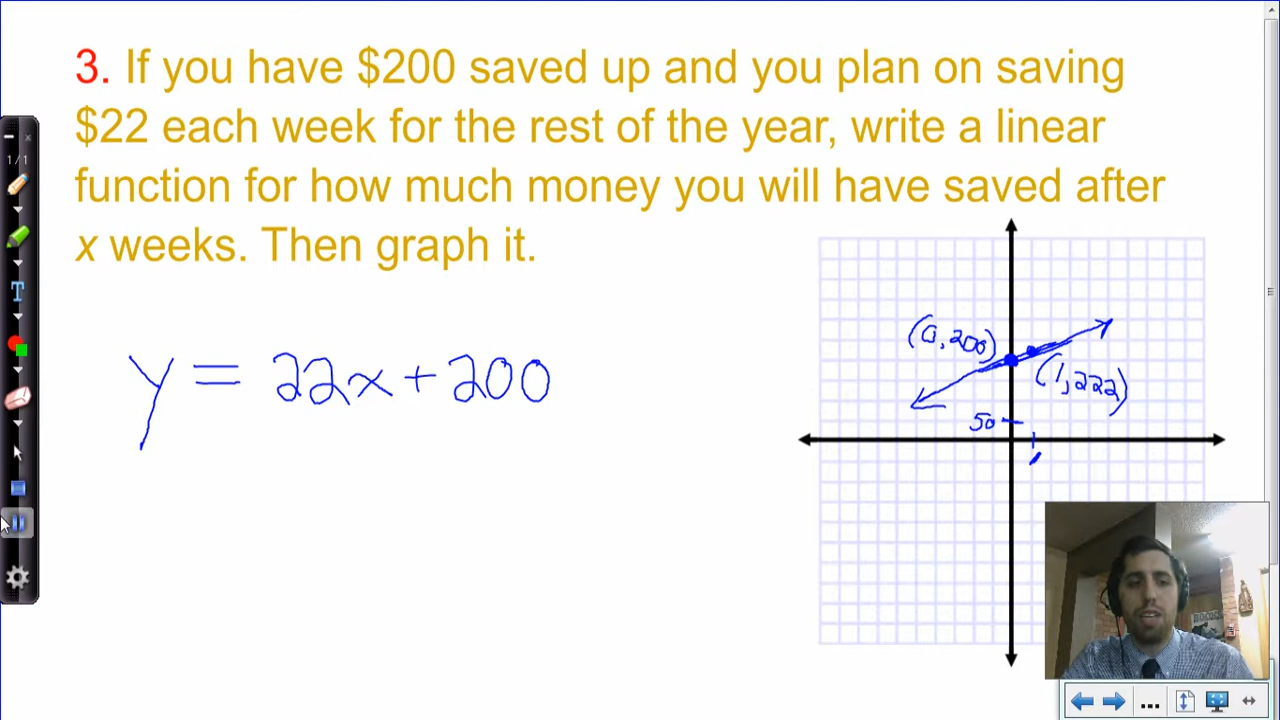 3. If you have $200 saved up and you plan on saving
$22 each week for the rest of the year, write a linear
function for how much money you will have saved after
x weeks. Then graph it.
1/1
T
y = 22x + 200
(0, 200)
(1, 222)
50
1
...